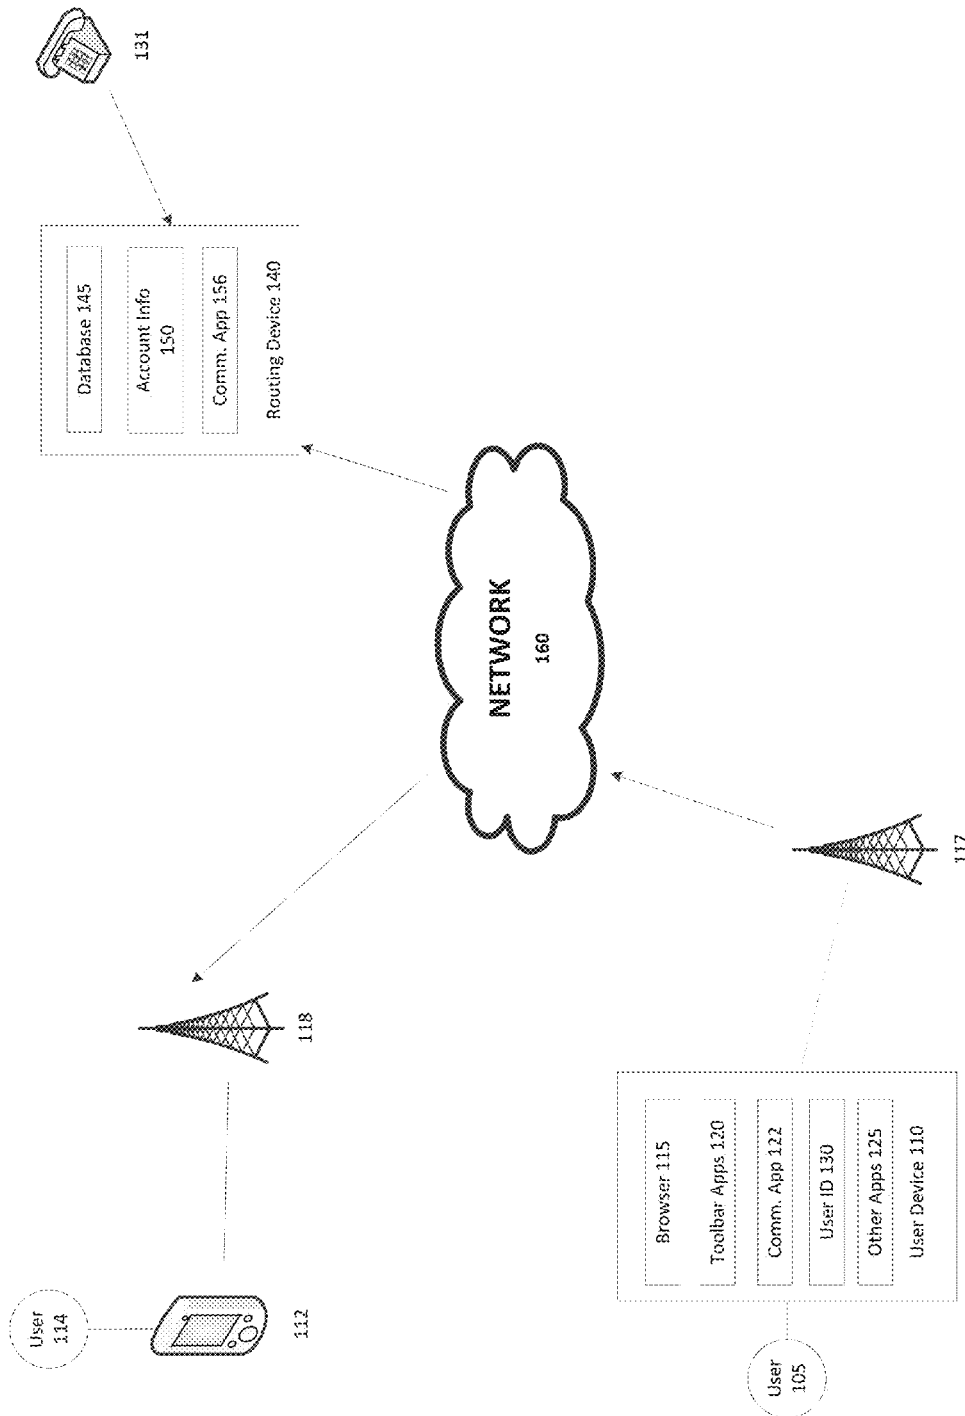 User
114
112
118
Database 145
Account Info
150
Comm. App 156
Routing Device 140
131
NETWORK
160
User
105
Browser 115
Toolbar Apps 120
Comm. App 122
User ID 130
Other Apps 125
User Device 110
117